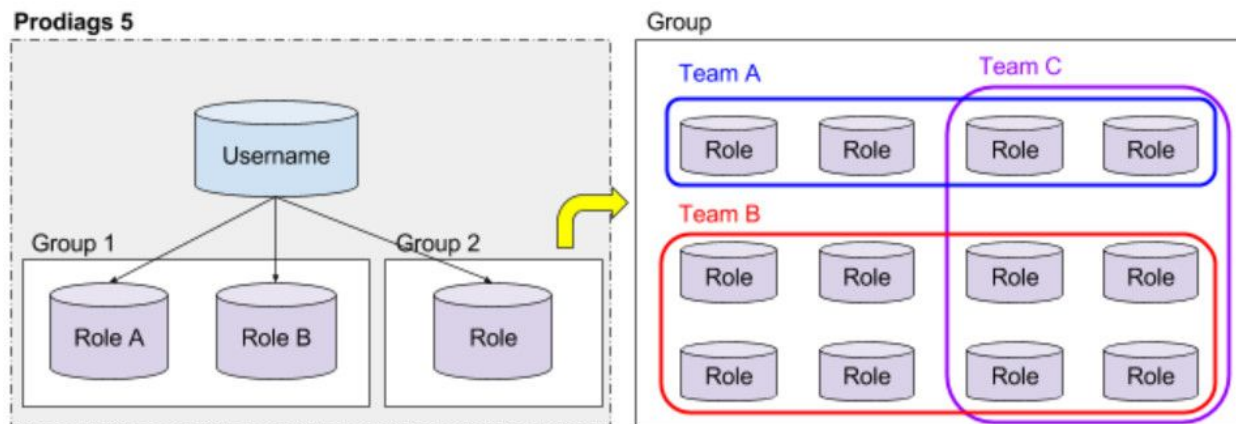 Prodiags 5
Username
Group 1
Group 2
Role A
Role B
Role
Group
Team A
Team C
Role Role Role Role
Team B
Role Role Role Role
Role Role Role Role